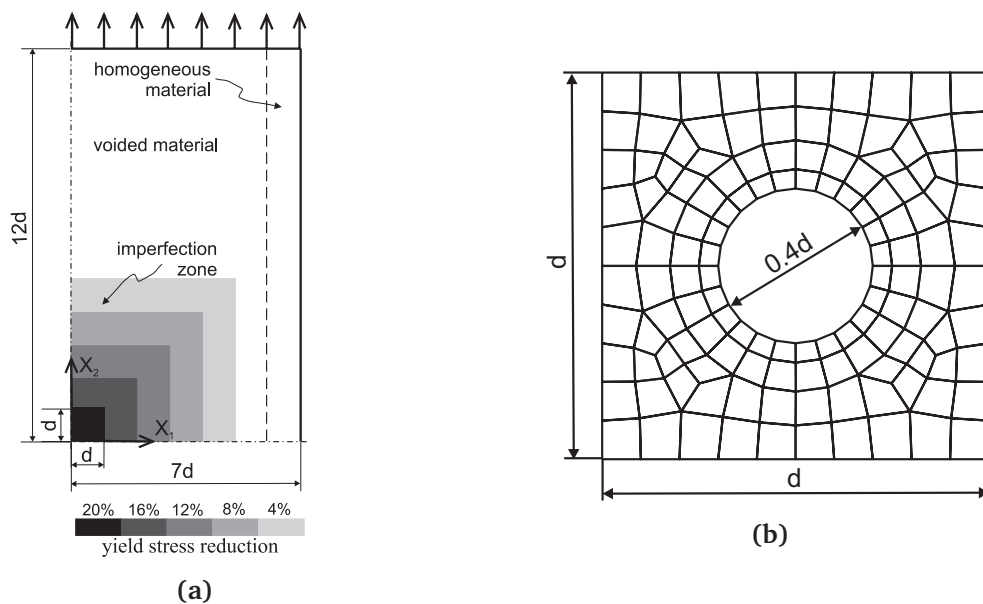 homogeneous
material
voided material
12d
imperfection
zone
X2
X1
d
d
7d
20% 16% 12% 8% 4%
yield stress reduction
(a)
d
0.4d
d
(b)